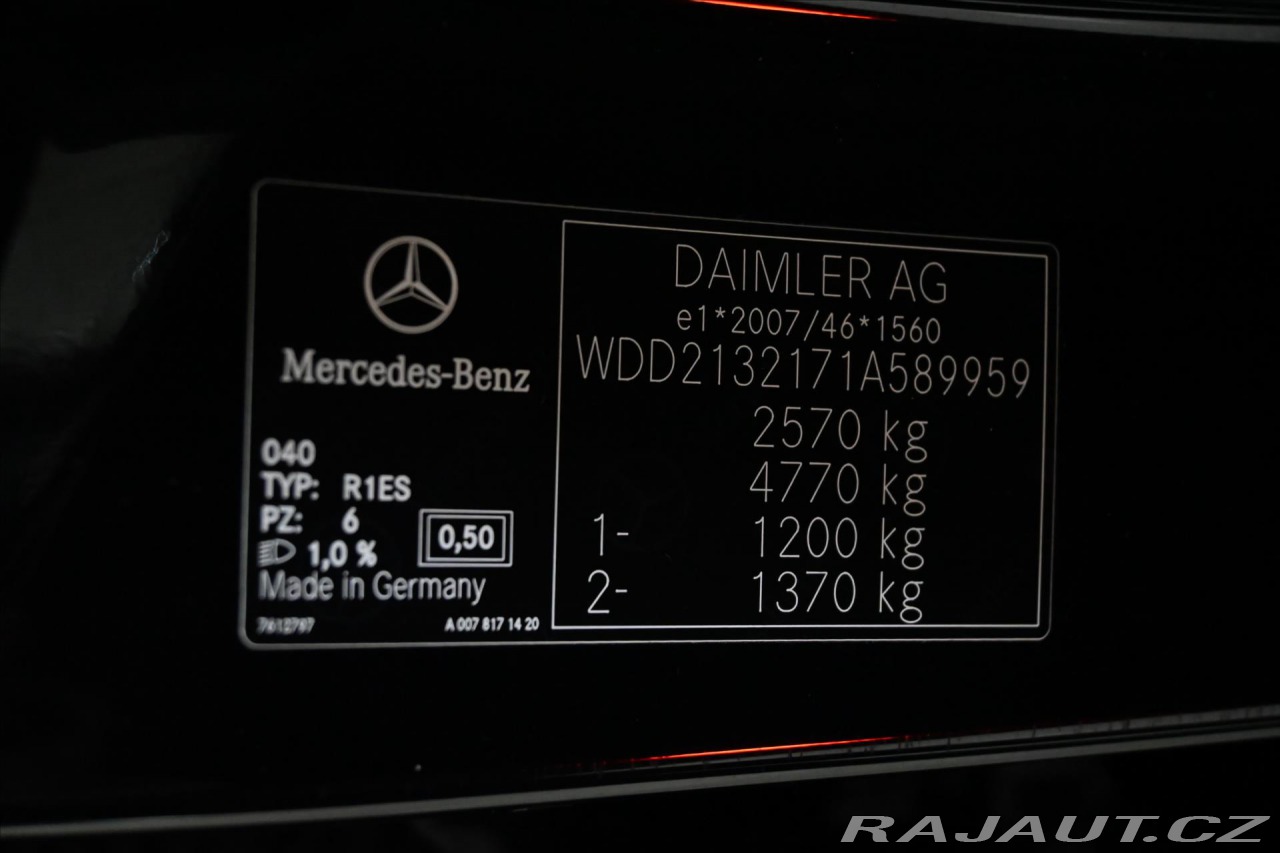 Mercedes-Benz
040
TYP: R1ES
PZ: 6
1,0 %
0,50
Made in Germany
7612797
A 007 817 14 20
DAIMLER AG
e1*2007/46*1560
WDD2132171A589959
2570 kg
4770 kg
1- 1200 kg
2- 1370 kg
RAJAUT.CZ